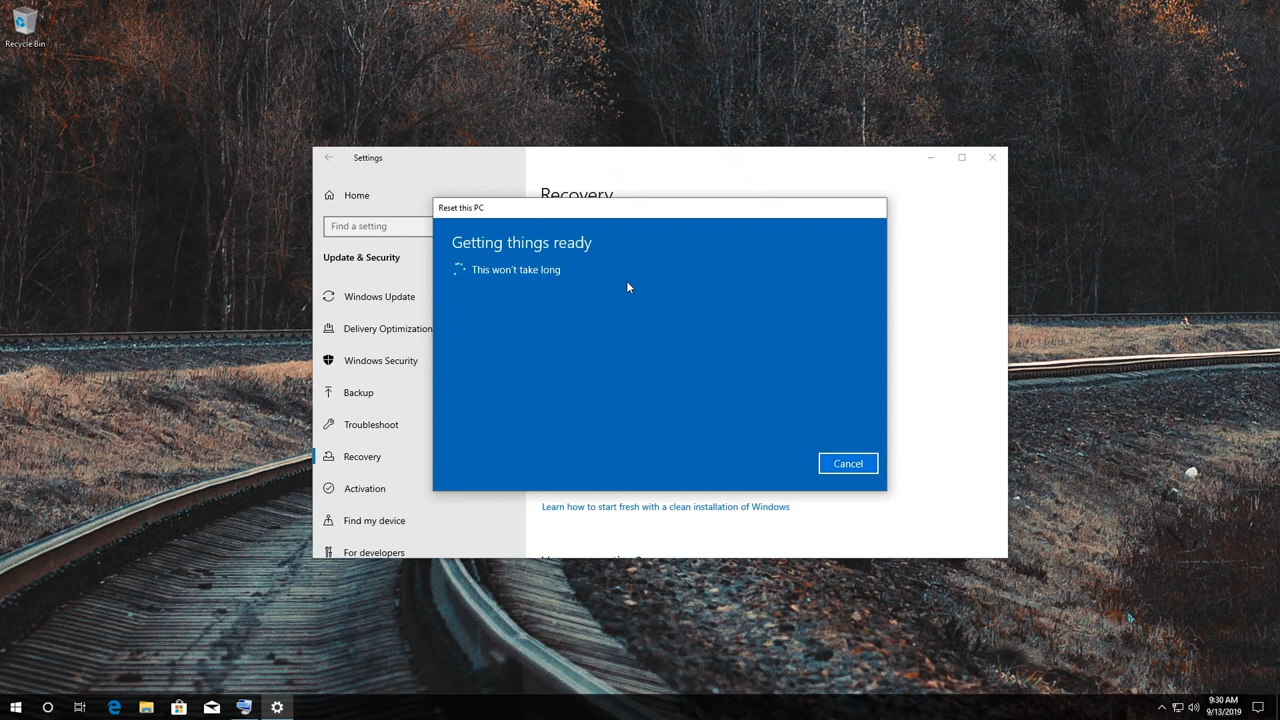 Recycle Bin
Settings
Home
Find a setting
Update & Security
Windows Update
Delivery Optimization
Windows Security
Backup
Troubleshoot
Recovery
Activation
Find my device
For developers
Recovery
Reset this PC
Getting things ready
This won't take long
Cancel
Learn how to start fresh with a clean installation of Windows
9:30 AM
9/13/2019